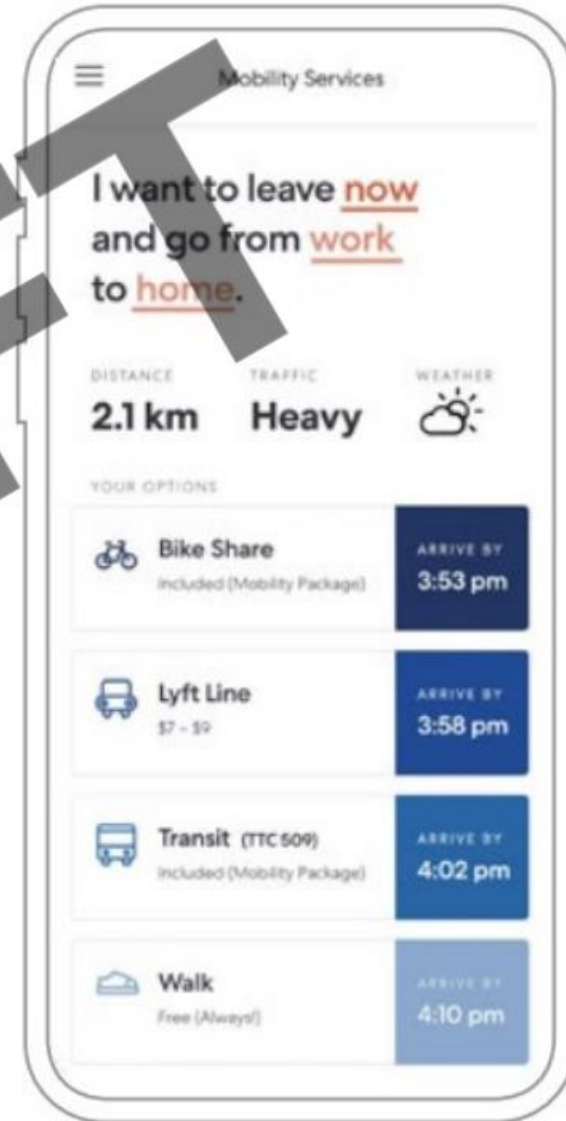 Mobility Services
I want to leave now
and go from work
to home.
DISTANCE TRAFFIC WEATHER
2.1 km Heavy
YOUR OPTIONS
Bike Share
Included (Mobility Package)
ARRIVE BY
3:53 pm
Lyft Line
$7 – $9
ARRIVE BY
3:58 pm
Transit (TTC 509)
Included (Mobility Package)
ARRIVE BY
4:02 pm
Walk
Free (Always!)
ARRIVE BY
4:10 pm